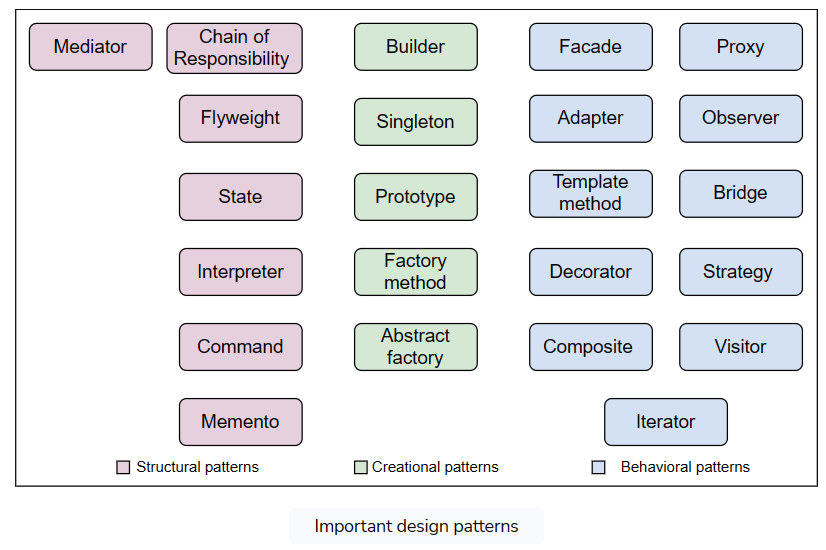 Mediator
Chain of
Responsibility
Builder
Facade
Proxy
Flyweight
Singleton
Adapter
Observer
State
Prototype
Template
method
Bridge
Interpreter
Factory
method
Decorator
Strategy
Command
Abstract
factory
Composite
Visitor
Memento
Iterator
Structural patterns
Creational patterns
Behavioral patterns
Important design patterns